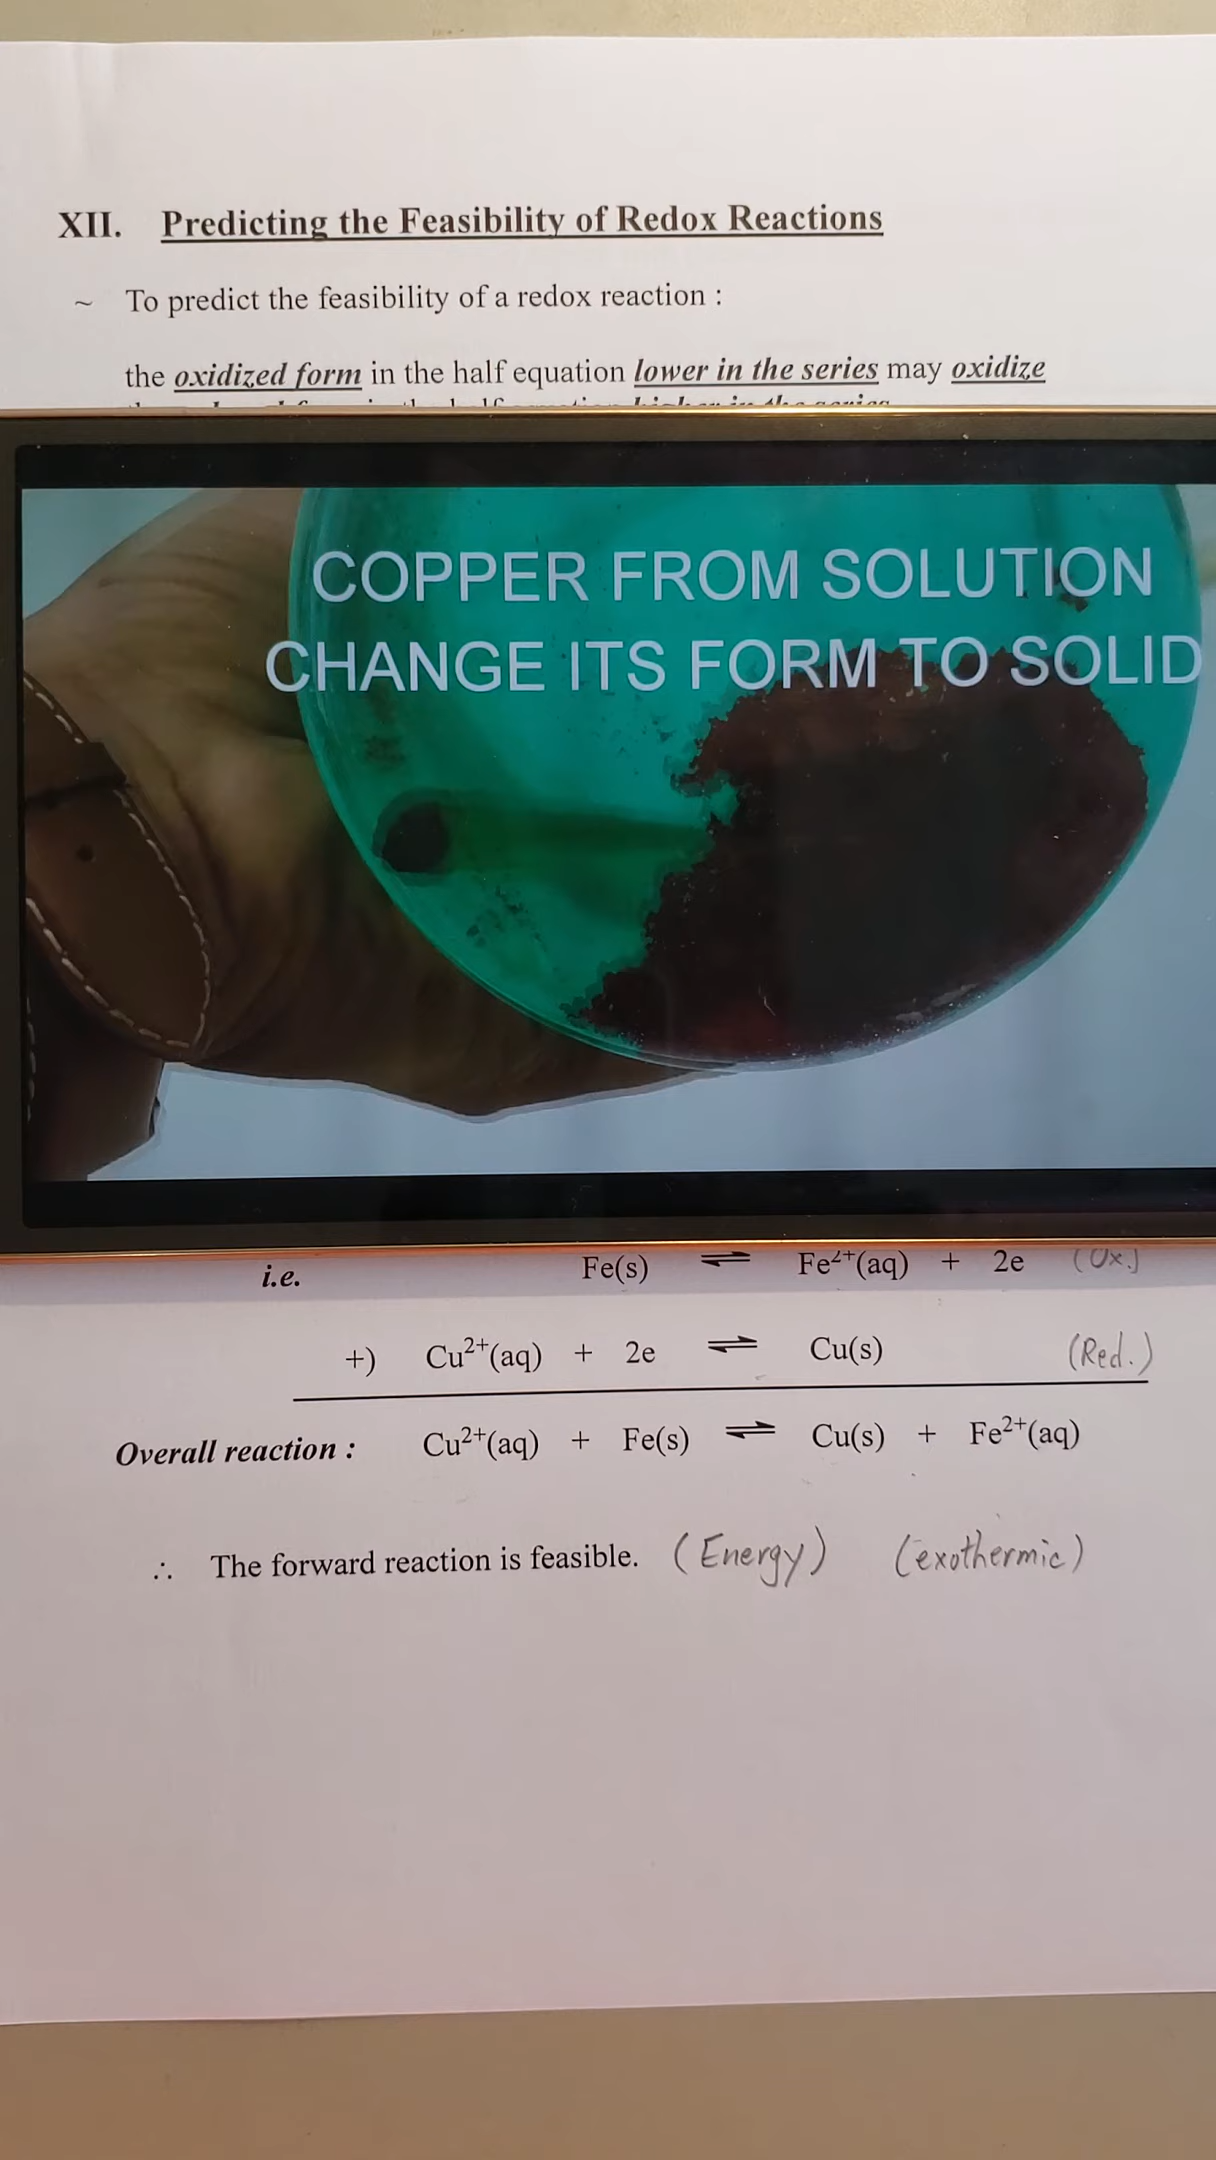 XII. Predicting the Feasibility of Redox Reactions
~ To predict the feasibility of a redox reaction :
the oxidized form in the half equation lower in the series may oxidize
COPPER FROM SOLUTION
CHANGE ITS FORM TO SOLID
i.e. Fe(s) ⇌ Fe²⁺(aq) + 2e (Ox.)
+) Cu²⁺(aq) + 2e ⇌ Cu(s) (Red.)
Overall reaction : Cu²⁺(aq) + Fe(s) ⇌ Cu(s) + Fe²⁺(aq)
∴ The forward reaction is feasible. (Energy) (exothermic)